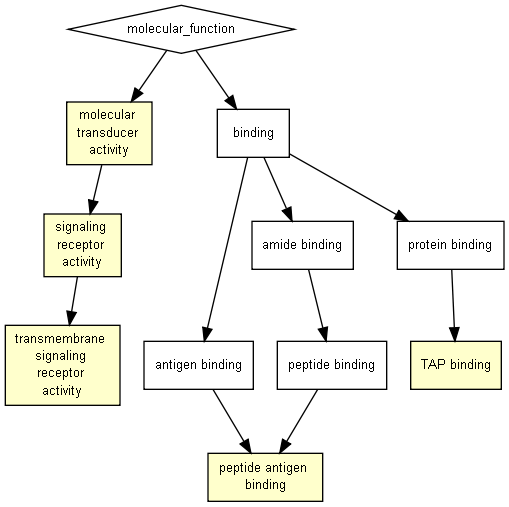 molecular_function
molecular
transducer
activity
binding
signaling
receptor
activity
amide binding
protein binding
transmembrane
signaling
receptor
activity
antigen binding
peptide binding
TAP binding
peptide antigen
binding